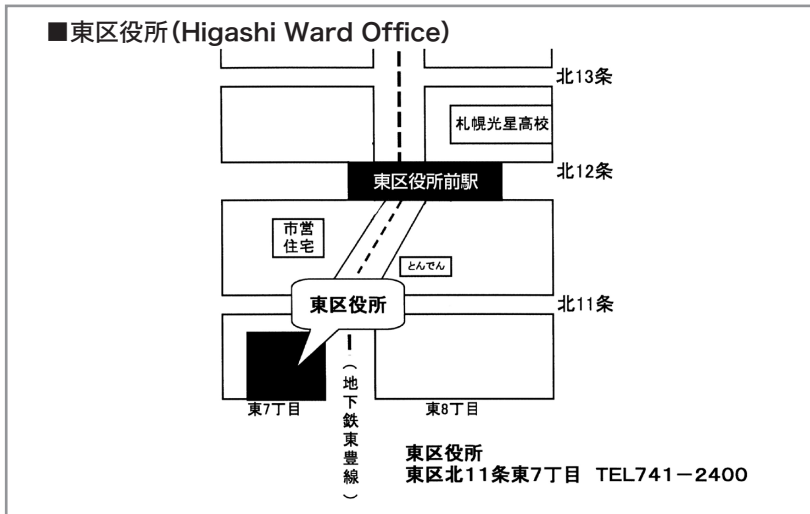 ■東区役所(Higashi Ward Office)
北13条
札幌光星高校
北12条
東区役所前駅
市営
住宅
とんでん
東区役所
北11条
東7丁目
東8丁目
(地下鉄東豊線)
東区役所
東区北11条東7丁目 TEL741-2400